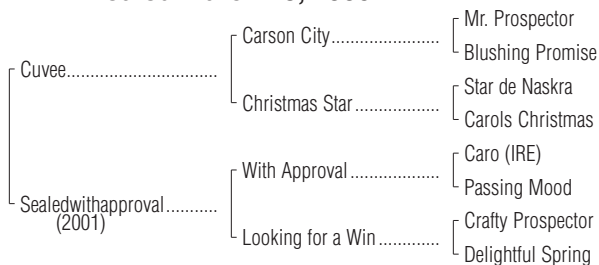 Mr. Prospector
Carson City
Blushing Promise
Cuvee
Star de Naskra
Christmas Star
Carols Christmas
Caro (IRE)
With Approval
Passing Mood
Sealedwithapproval
(2001)
Crafty Prospector
Looking for a Win
Delightful Spring